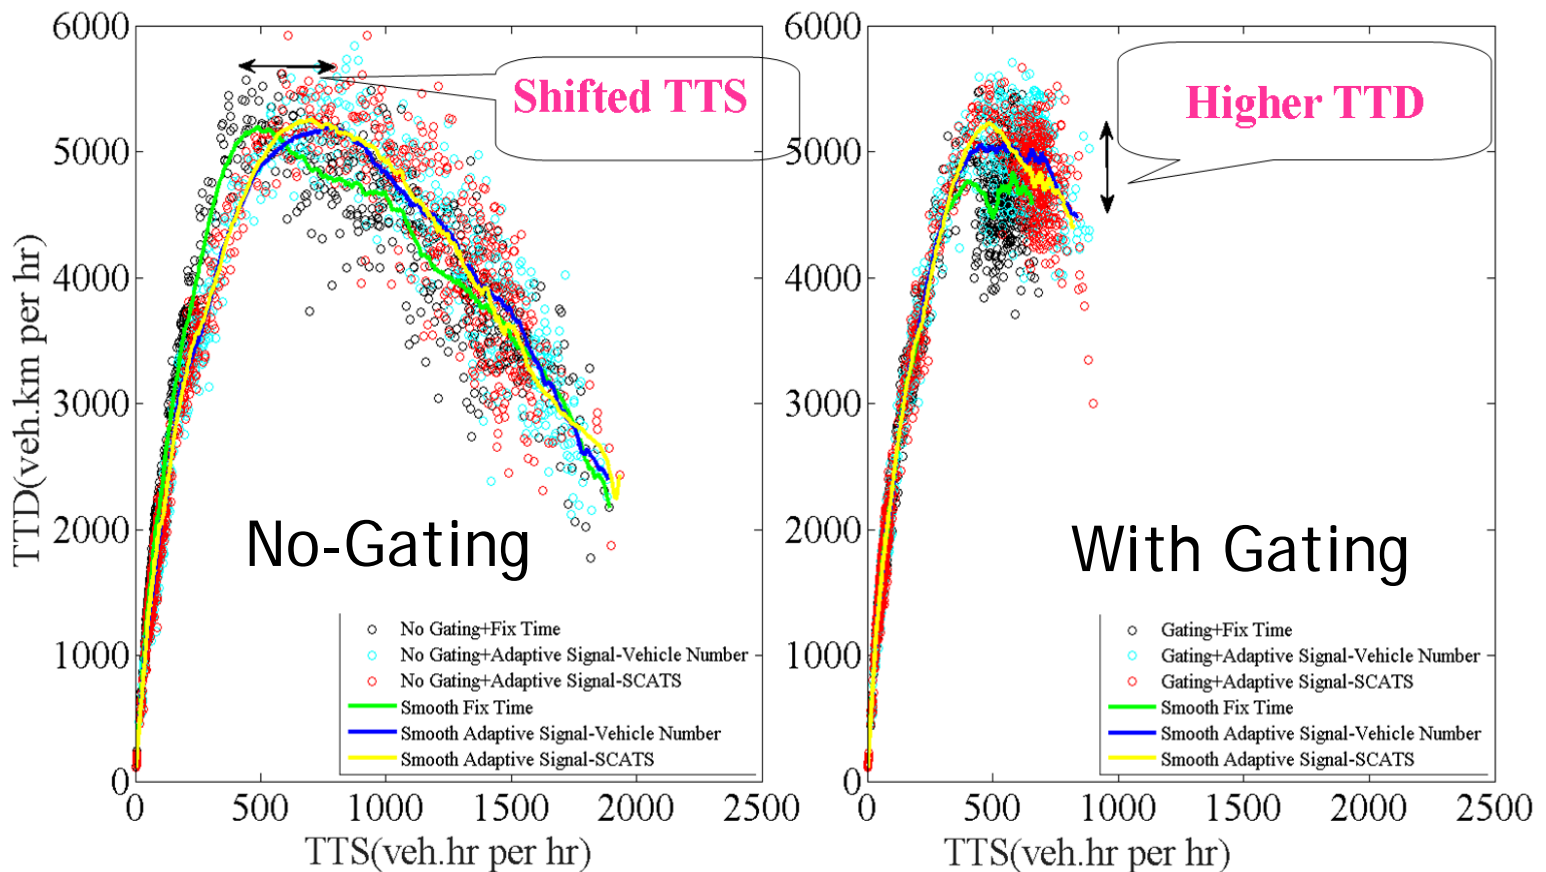 6000
5000
4000
3000
2000
1000
0
TTD(veh.km per hr)
Shifted TTS
No-Gating
No Gating+Fix Time
No Gating+Adaptive Signal-Vehicle Number
No Gating+Adaptive Signal-SCATS
Smooth Fix Time
Smooth Adaptive Signal-Vehicle Number
Smooth Adaptive Signal-SCATS
0 500 1000 1500 2000 2500
TTS(veh.hr per hr)
6000
5000
4000
3000
2000
1000
0
Higher TTD
With Gating
Gating+Fix Time
Gating+Adaptive Signal-Vehicle Number
Gating+Adaptive Signal-SCATS
Smooth Fix Time
Smooth Adaptive Signal-Vehicle Number
Smooth Adaptive Signal-SCATS
0 500 1000 1500 2000 2500
TTS(veh.hr per hr)